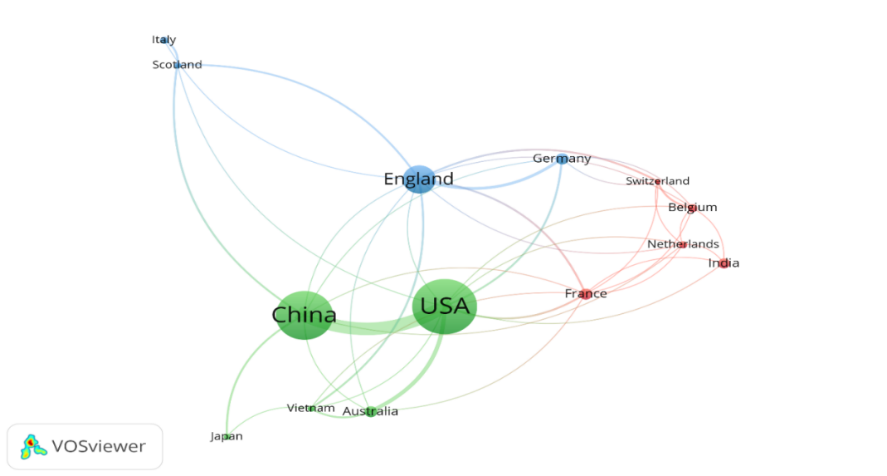 Italy
Scotland
Germany
England
Switzerland
Belgium
Netherlands
India
France
USA
China
Vietnam
Australia
Japan
VOSviewer